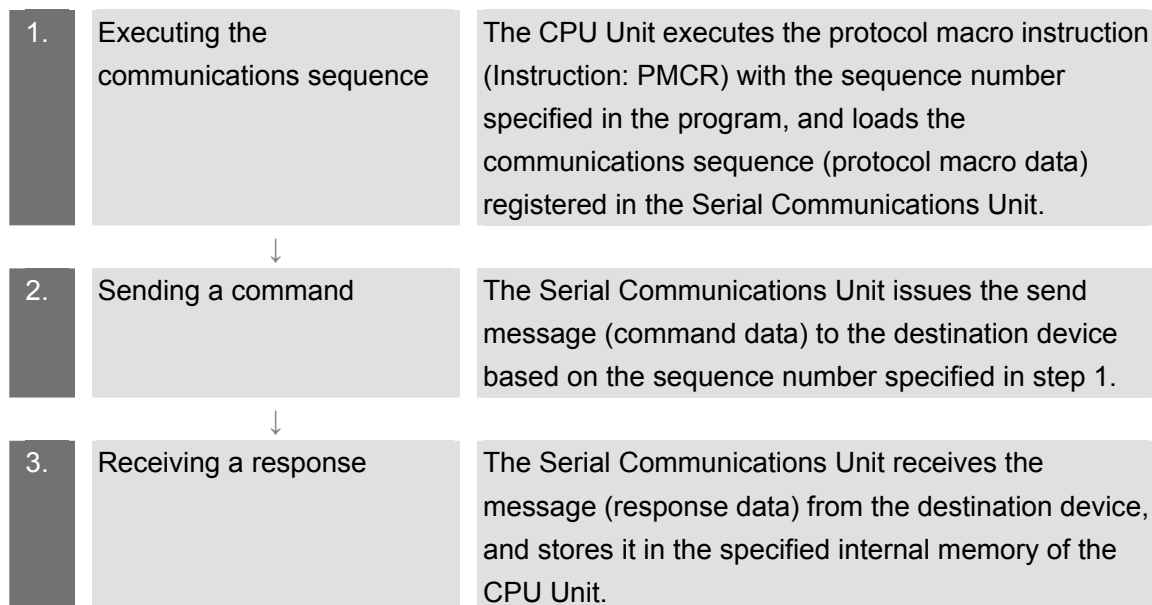 1.
Executing the
communications sequence
The CPU Unit executes the protocol macro instruction
(Instruction: PMCR) with the sequence number
specified in the program, and loads the
communications sequence (protocol macro data)
registered in the Serial Communications Unit.
↓
2.
Sending a command
The Serial Communications Unit issues the send
message (command data) to the destination device
based on the sequence number specified in step 1.
↓
3.
Receiving a response
The Serial Communications Unit receives the
message (response data) from the destination device,
and stores it in the specified internal memory of the
CPU Unit.